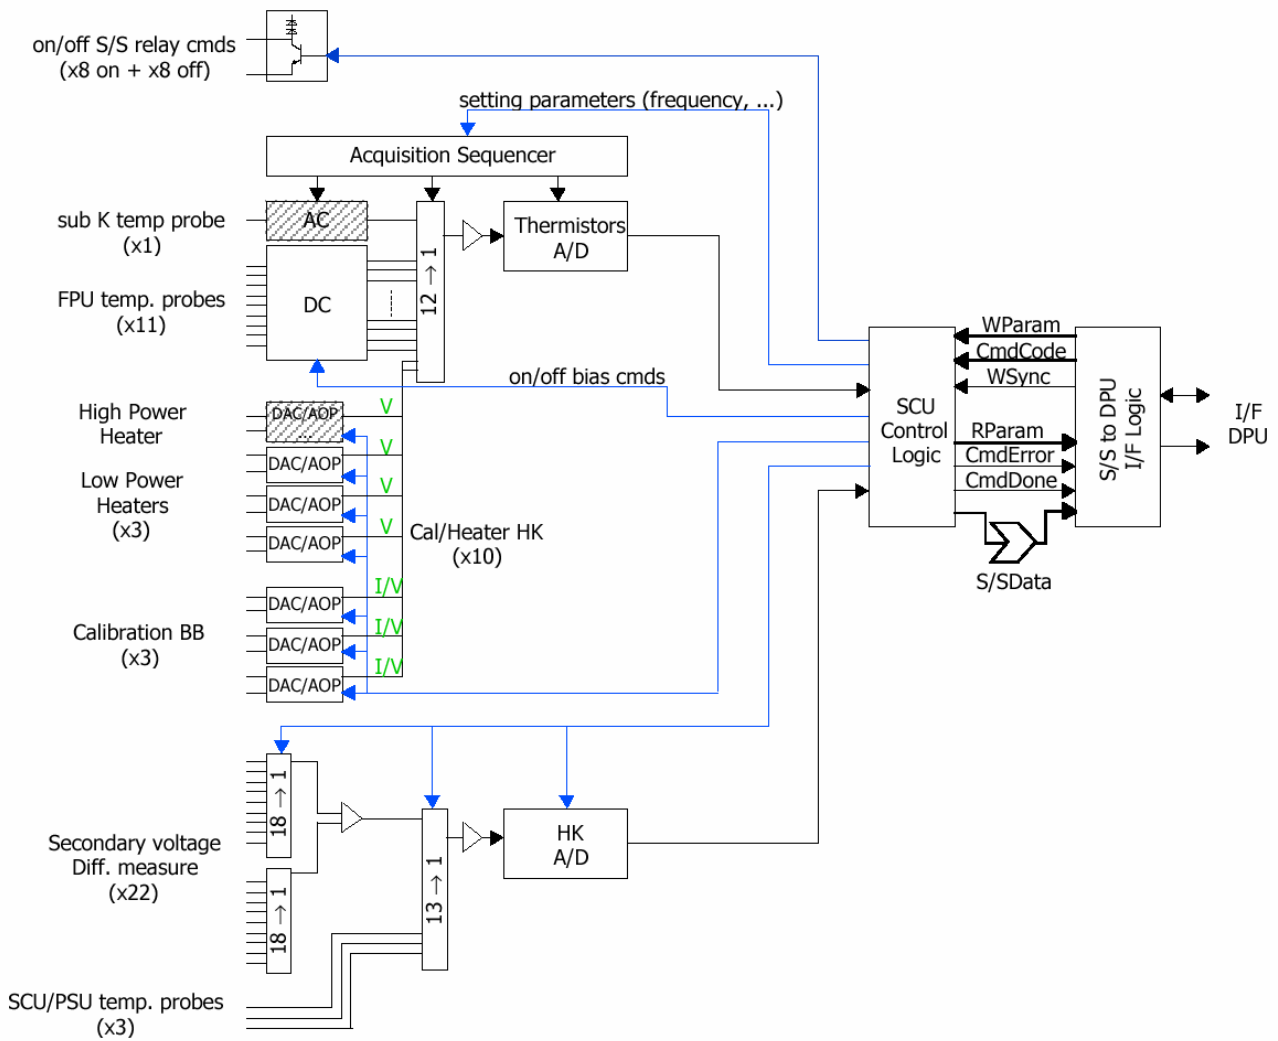 on/off S/S relay cmds
(x8 on + x8 off)
setting parameters (frequency, ...)
Acquisition Sequencer
sub K temp probe
(x1)
AC
12 → 1
Thermistors
A/D
FPU temp. probes
(x11)
DC
on/off bias cmds
High Power
Heater
DAC/AOP
...
V
DAC/AOP
V
Low Power
Heaters
(x3)
DAC/AOP
V
DAC/AOP
V
Cal/Heater HK
(x10)
Calibration BB
(x3)
DAC/AOP
I/V
DAC/AOP
I/V
DAC/AOP
I/V
SCU
Control
Logic
WParam
CmdCode
WSync
RParam
CmdError
CmdDone
S/SData
S/S to DPU
I/F Logic
I/F
DPU
Secondary voltage
Diff. measure
(x22)
18 → 1
18 → 1
13 → 1
HK
A/D
SCU/PSU temp. probes
(x3)